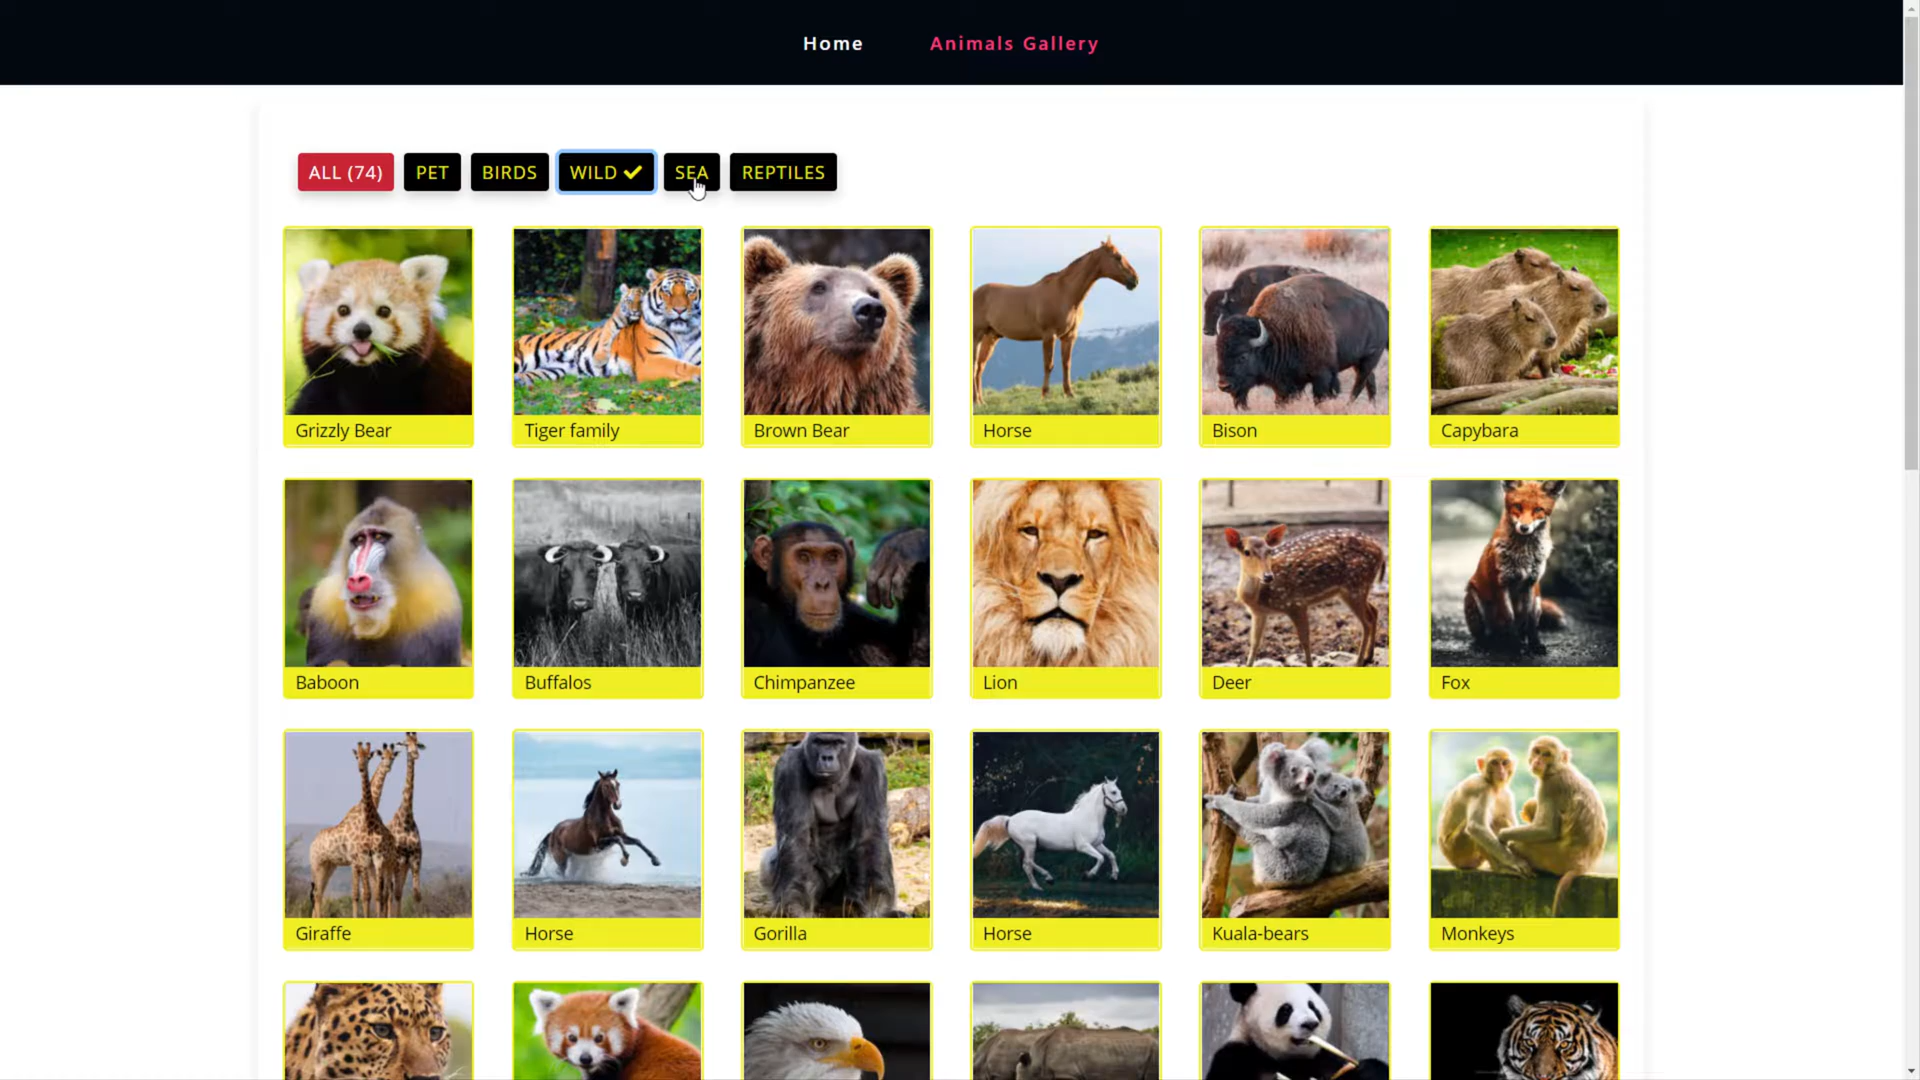 Home Animals Gallery
ALL (74) PET BIRDS WILD SEA REPTILES
Grizzly Bear Tiger family Brown Bear Horse Bison Capybara
Baboon Buffalos Chimpanzee Lion Deer Fox
Giraffe Horse Gorilla Horse Kuala-bears Monkeys